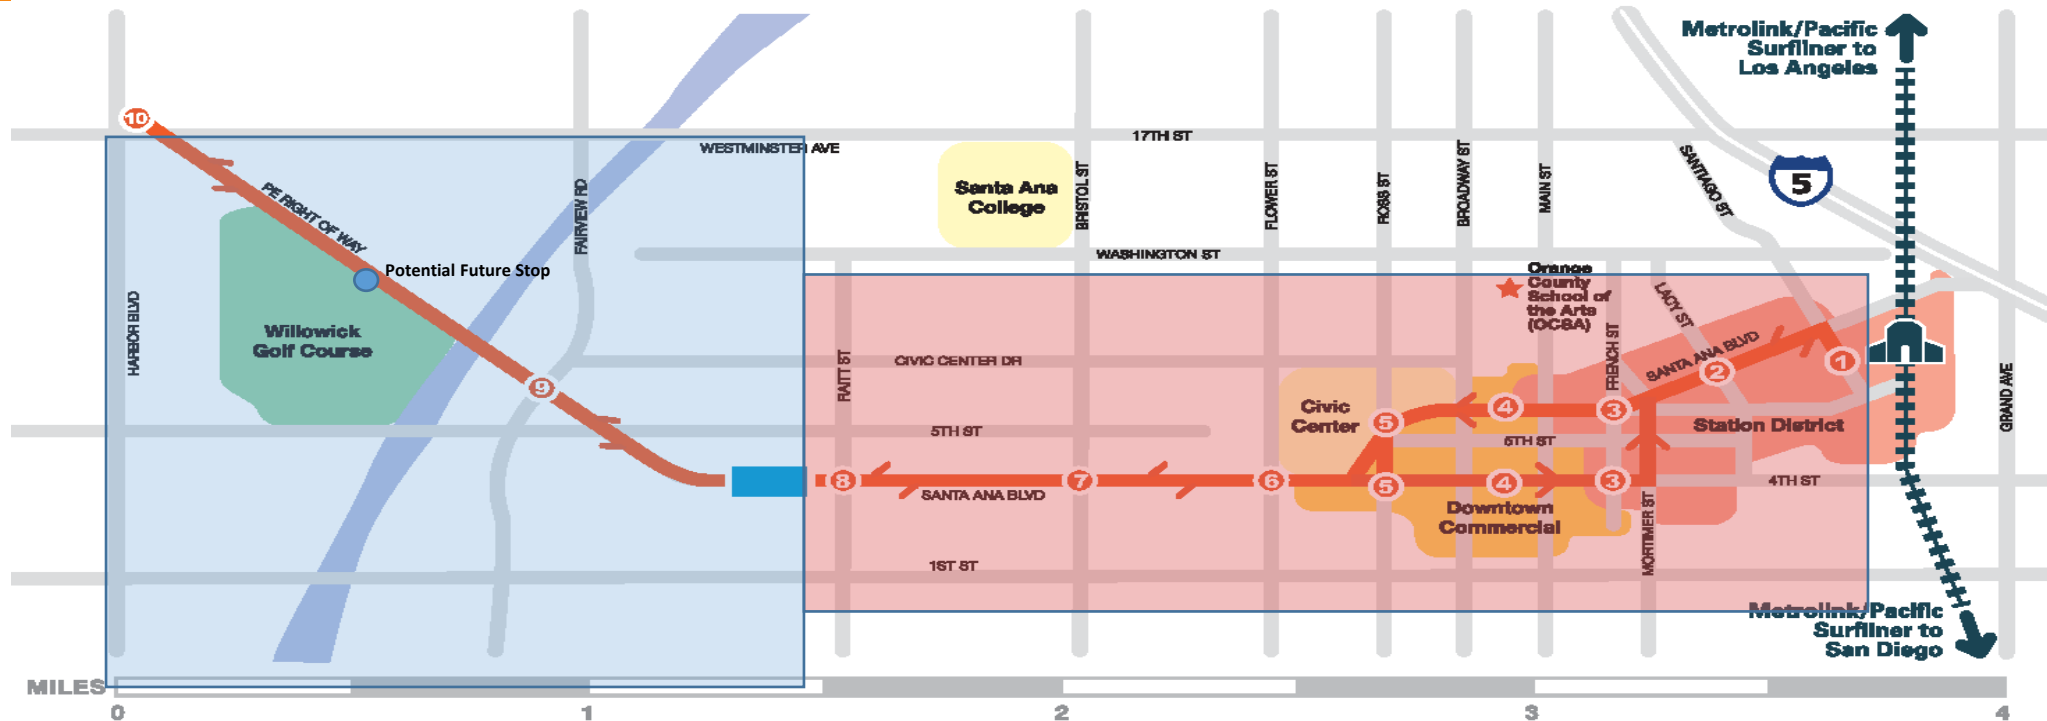 Metrolink/Pacific
Surfliner to
Los Angeles
10
17TH ST
WESTMINSTER AVE
5
PE RIGHT OF WAY
FAIRVIEW RD
Santa Ana
College
BRISTOL ST
FLOWER ST
ROSS ST
BROADWAY ST
MAIN ST
SANTIAGO ST
WASHINGTON ST
Potential Future Stop
Orange
County
School of
the Arts
(OCSA)
LACY ST
HARBOR BLVD
Willowick
Golf Course
RAITT ST
CIVIC CENTER DR
FRENCH ST
SANTA ANA BLVD
1
2
GRAND AVE
9
Civic
Center
5
4
3
5TH ST
5TH ST
Station District
8
SANTA ANA BLVD
7
6
5
4
3
4TH ST
Downtown
Commercial
MORTIMER ST
1ST ST
Metrolink/Pacific
Surfliner to
San Diego
MILES
0
1
2
3
4